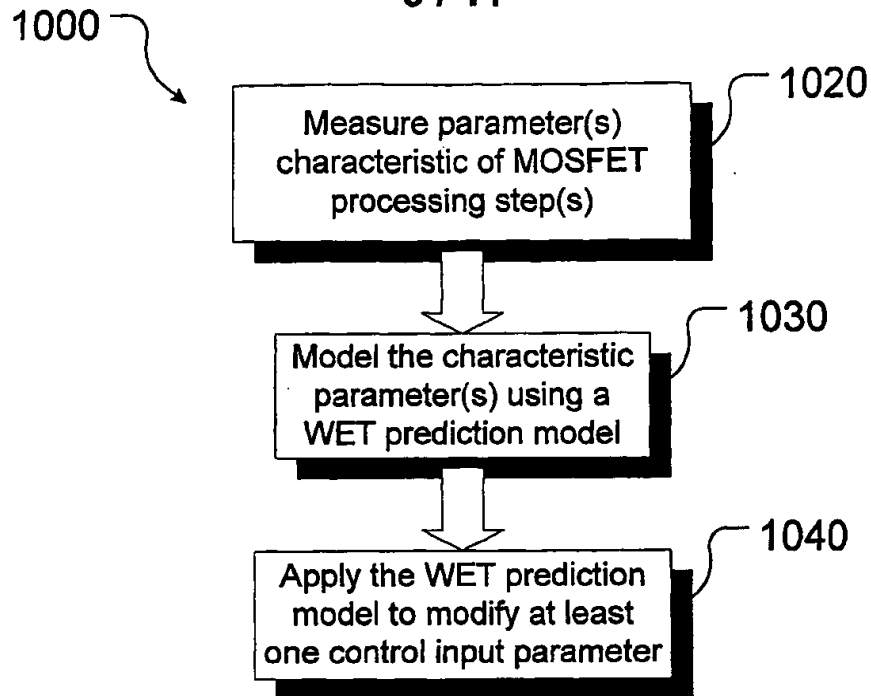 1000
1020
Measure parameter(s)
characteristic of MOSFET
processing step(s)
1030
Model the characteristic
parameter(s) using a
WET prediction model
1040
Apply the WET prediction
model to modify at least
one control input parameter